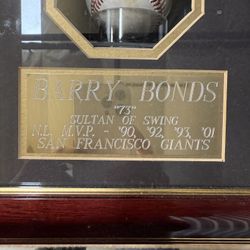 BARRY BONDS
"73"
SULTAN OF SWING
N.L. M.V.P. - '90, '92, '93, '01
SAN FRANCISCO GIANTS